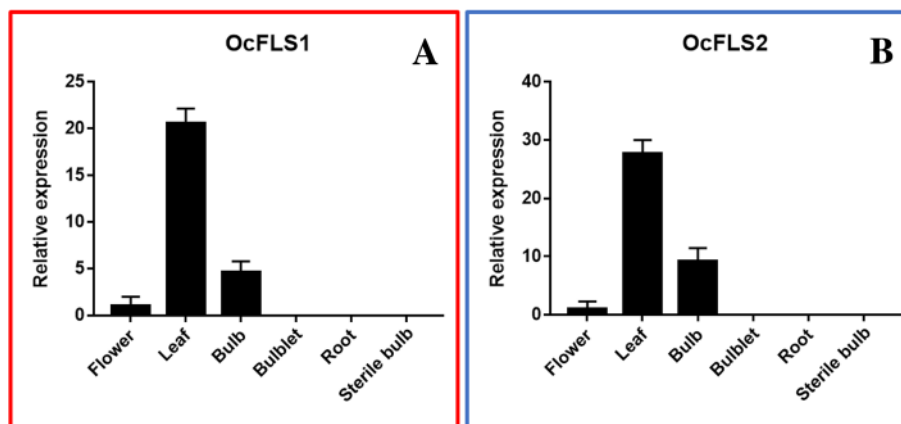 OcFLS1
A
Relative expression
25
20
15
10
5
0
Flower
Leaf
Bulb
Bulblet
Root
Sterile bulb
OcFLS2
B
Relative expression
40
30
20
10
0
Flower
Leaf
Bulb
Bulblet
Root
Sterile bulb